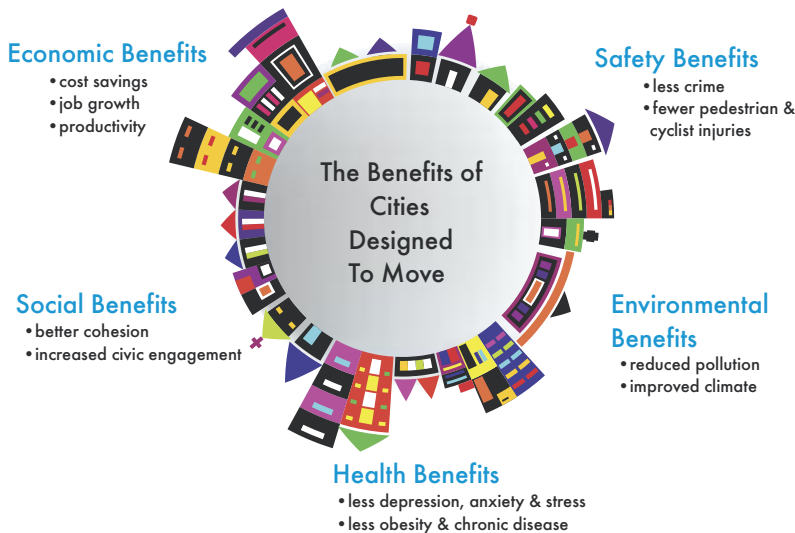 Economic Benefits
•cost savings
•job growth
•productivity
Safety Benefits
•less crime
•fewer pedestrian &
cyclist injuries
The Benefits of
Cities
Designed
To Move
Social Benefits
•better cohesion
•increased civic engagement
Environmental
Benefits
•reduced pollution
•improved climate
Health Benefits
•less depression, anxiety & stress
•less obesity & chronic disease